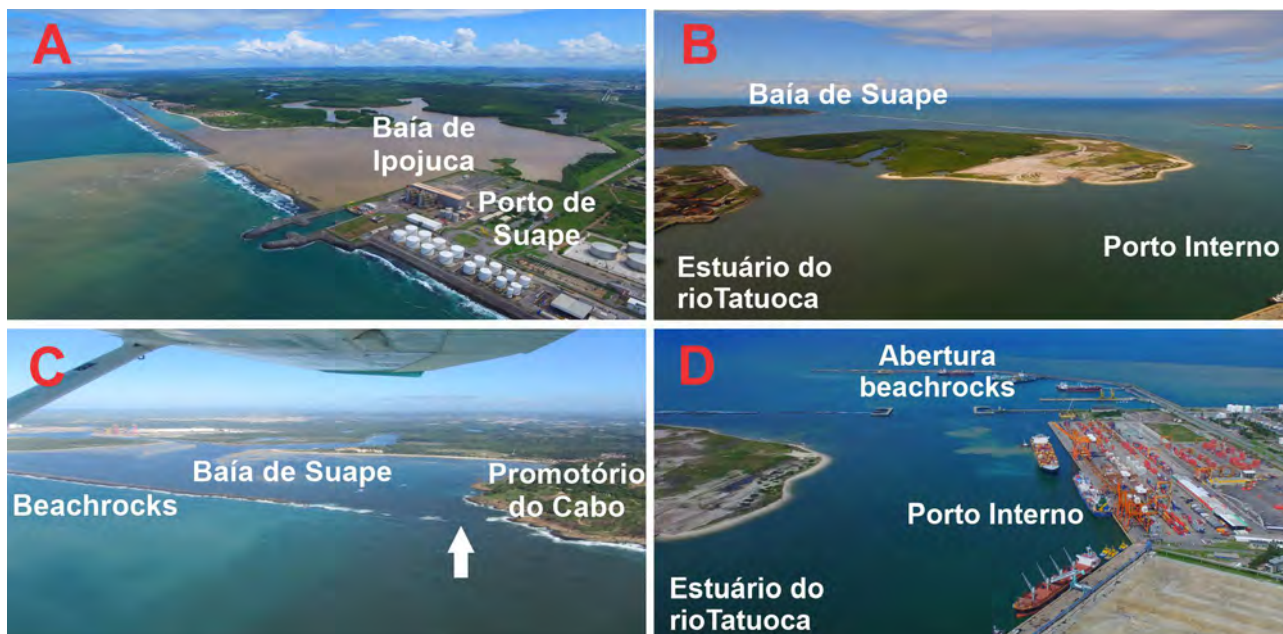 A
Baía de
Ipojuca
Porto de
Suape
B
Baía de Suape
Estuário do
rioTatuoca
Porto Interno
C
Baía de Suape
Beachrocks
Promotório
do Cabo
D
Abertura
beachrocks
Porto Interno
Estuário do
rioTatuoca